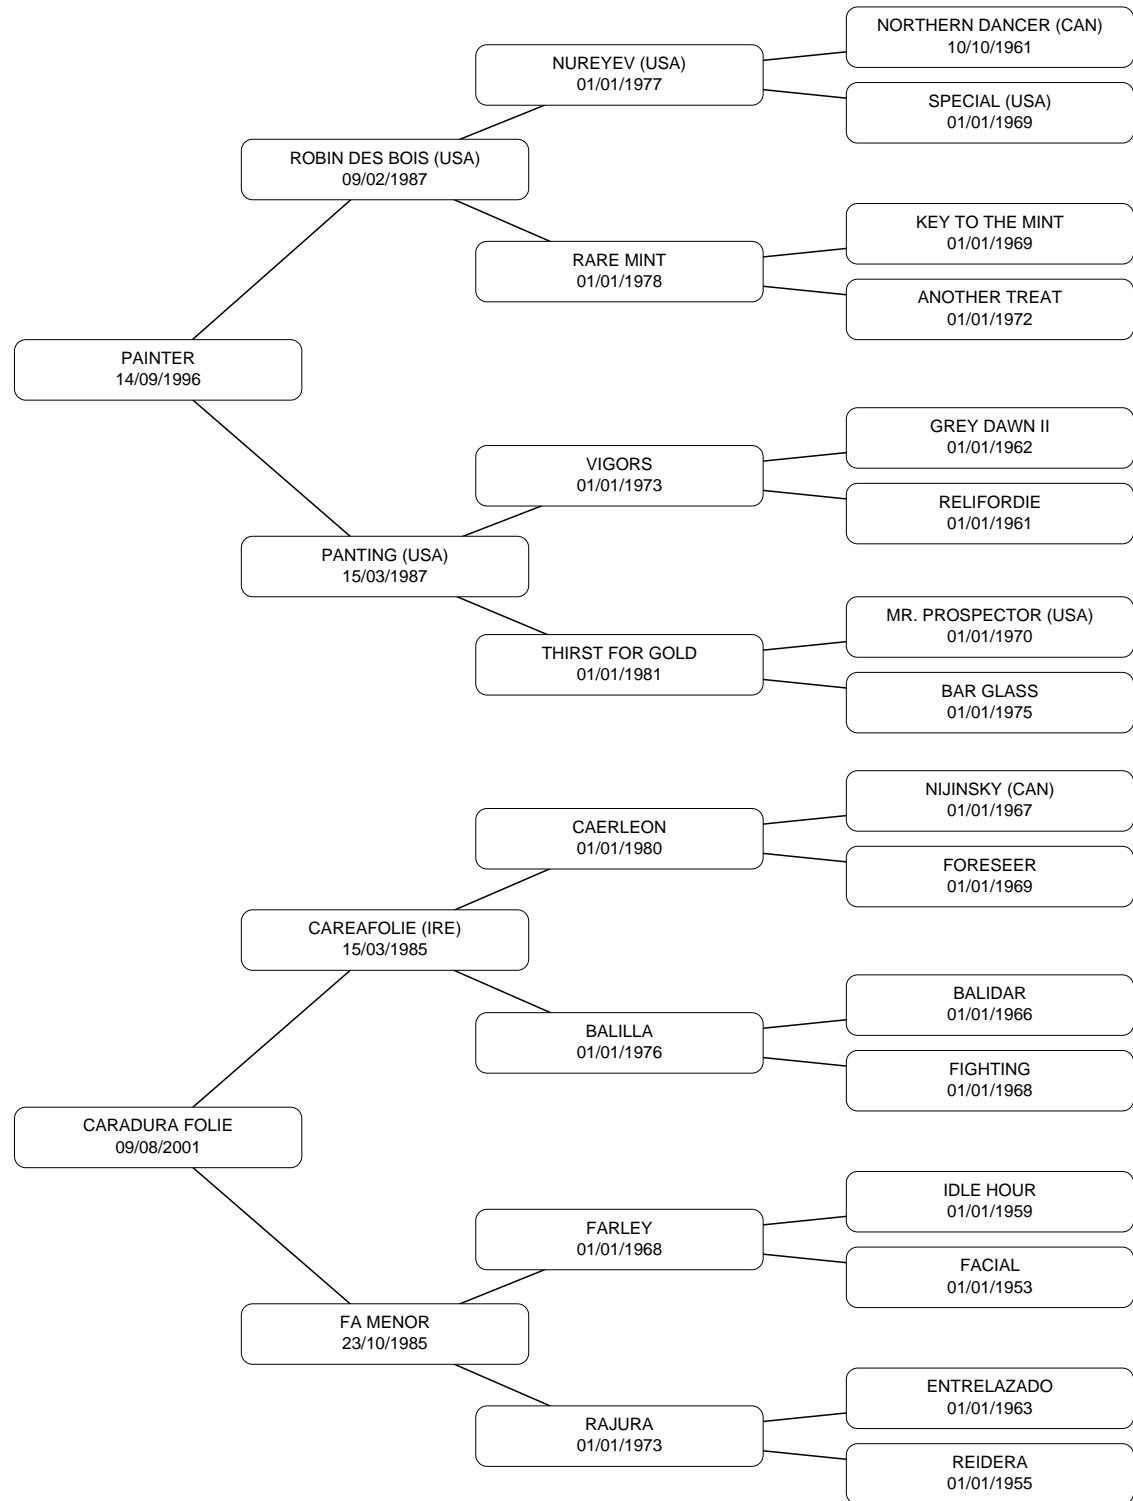 NORTHERN DANCER (CAN)
10/10/1961
NUREYEV (USA)
01/01/1977
SPECIAL (USA)
01/01/1969
ROBIN DES BOIS (USA)
09/02/1987
KEY TO THE MINT
01/01/1969
RARE MINT
01/01/1978
ANOTHER TREAT
01/01/1972
PAINTER
14/09/1996
GREY DAWN II
01/01/1962
VIGORS
01/01/1973
RELIFORDIE
01/01/1961
PANTING (USA)
15/03/1987
MR. PROSPECTOR (USA)
01/01/1970
THIRST FOR GOLD
01/01/1981
BAR GLASS
01/01/1975
NIJINSKY (CAN)
01/01/1967
CAERLEON
01/01/1980
FORESEER
01/01/1969
CAREAFOLIE (IRE)
15/03/1985
BALIDAR
01/01/1966
BALILLA
01/01/1976
FIGHTING
01/01/1968
CARADURA FOLIE
09/08/2001
IDLE HOUR
01/01/1959
FARLEY
01/01/1968
FACIAL
01/01/1953
FA MENOR
23/10/1985
ENTRELAZADO
01/01/1963
RAJURA
01/01/1973
REIDERA
01/01/1955